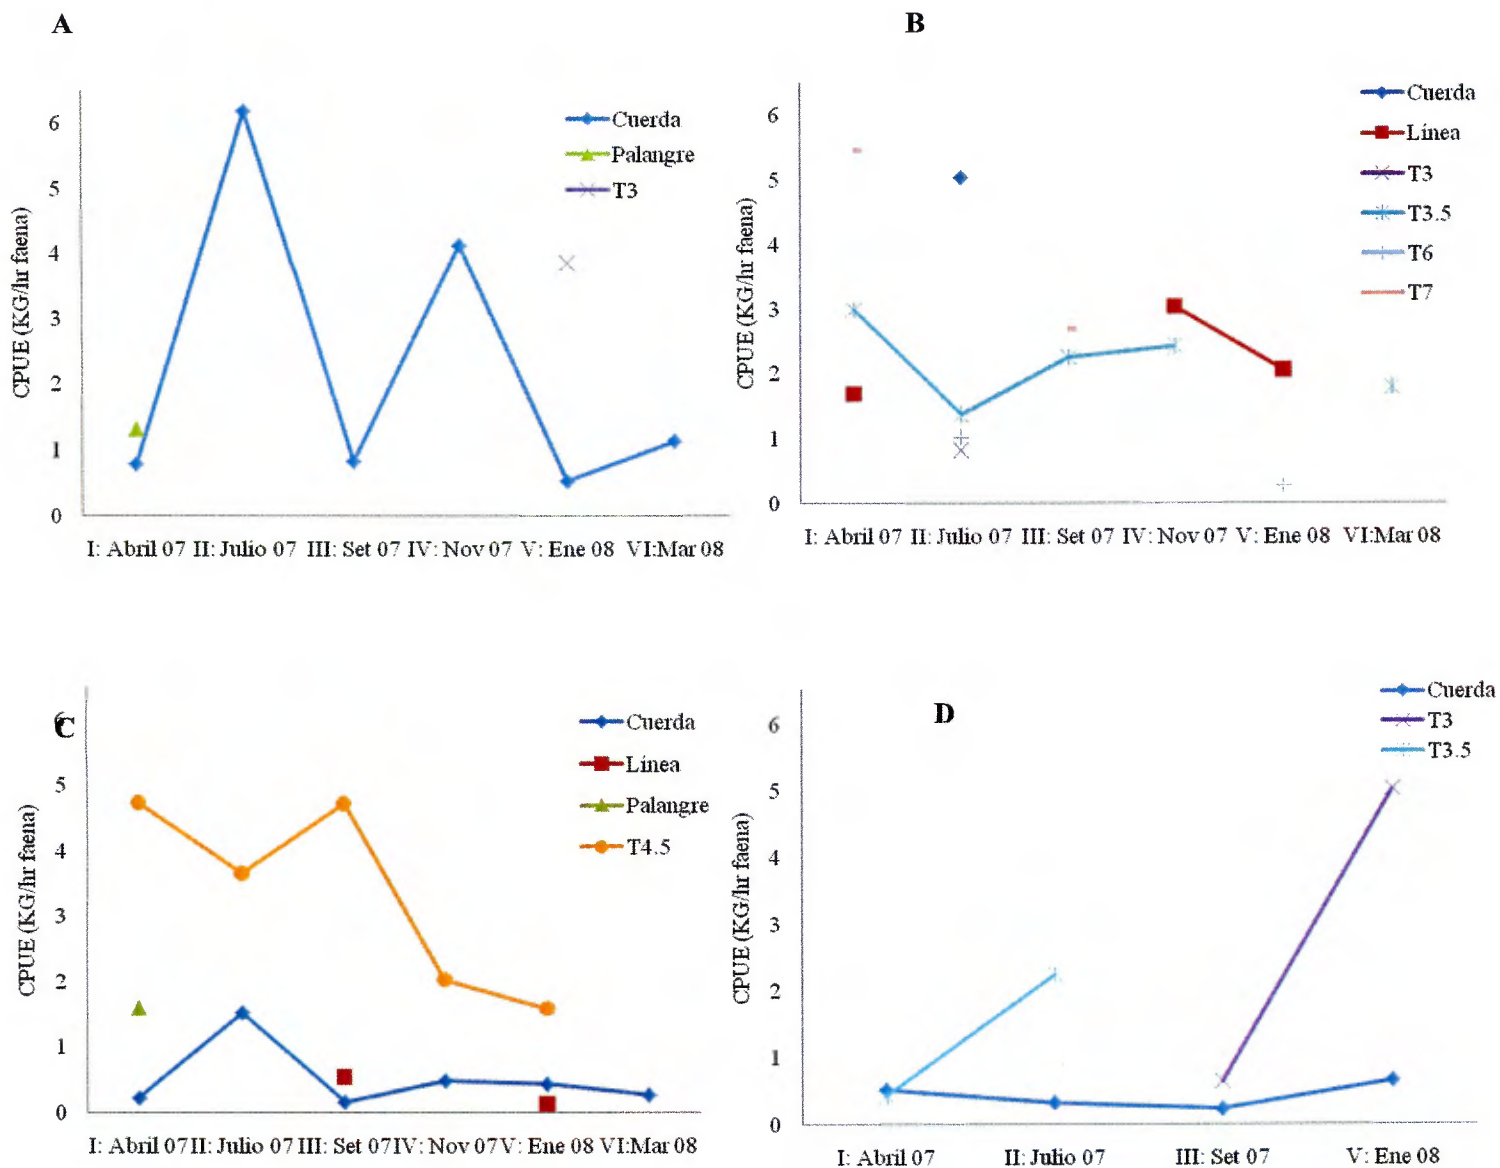 A
CPUE (KG/hr faena)
6
5
4
3
2
1
0
Cuerda
Palangre
T3
I: Abril 07 II: Julio 07 III: Set 07 IV: Nov 07 V: Ene 08 VI:Mar 08
B
CPUE (KG/hr faena)
6
5
4
3
2
1
0
Cuerda
Línea
T3
T3.5
T6
T7
I: Abril 07 II: Julio 07 III: Set 07 IV: Nov 07 V: Ene 08 VI:Mar 08
C
CPUE (KG/hr faena)
6
5
4
3
2
1
0
Cuerda
Línea
Palangre
T4.5
I: Abril 07 II: Julio 07 III: Set 07 IV: Nov 07 V: Ene 08 VI:Mar 08
D
CPUE (KG/hr faena)
6
5
4
3
2
1
0
Cuerda
T3
T3.5
I: Abril 07 II: Julio 07 III: Set 07 V: Ene 08